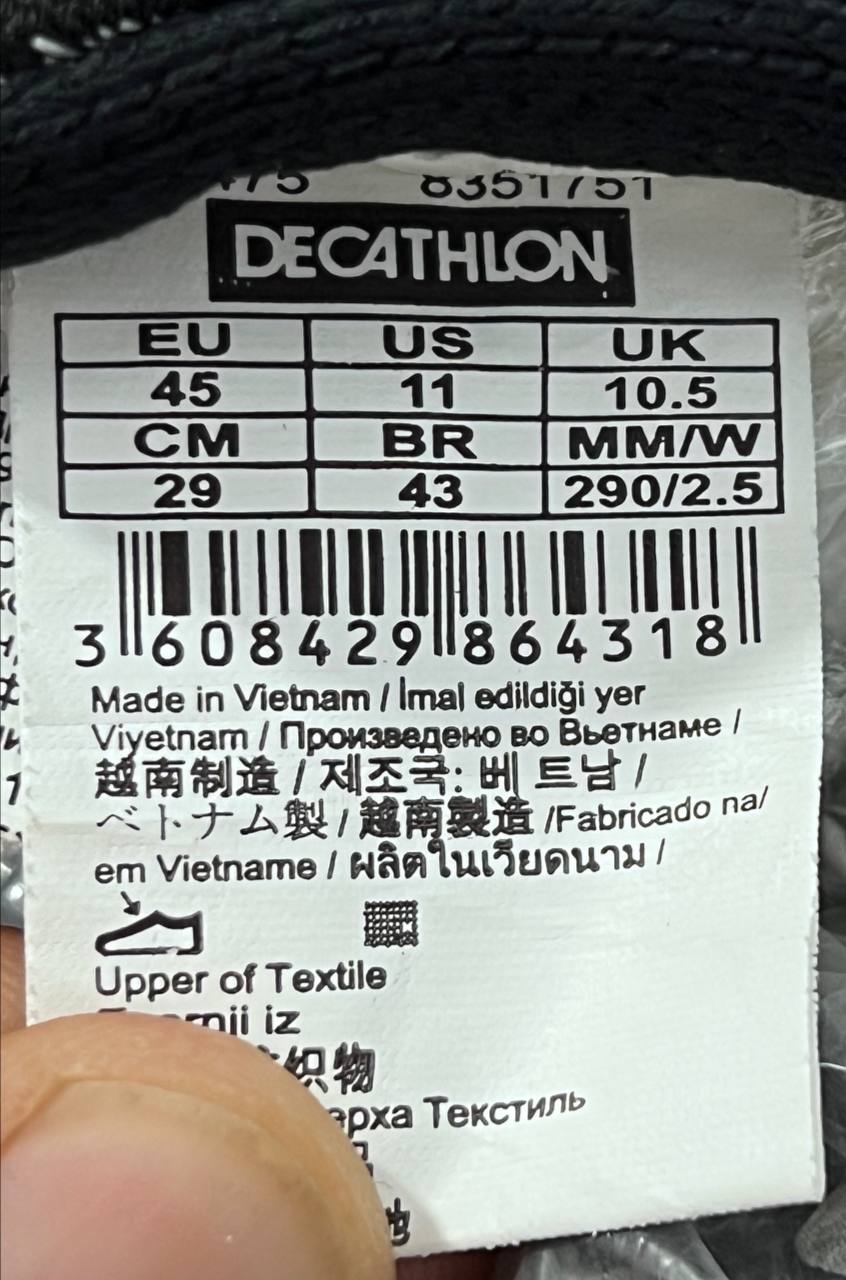 8351751
DECATHLON
EU US UK
45 11 10.5
CM BR MM/W
29 43 290/2.5
3 608429 864318
Made in Vietnam / İmal edildiği yer
Viyetnam / Произведено во Вьетнаме /
越南制造 / 제조국: 베트남 /
ベトナム製 / 越南製造 /Fabricado na/
em Vietname / ผลิตในเวียดนาม /
Upper of Textile
iz
织物
Текстиль